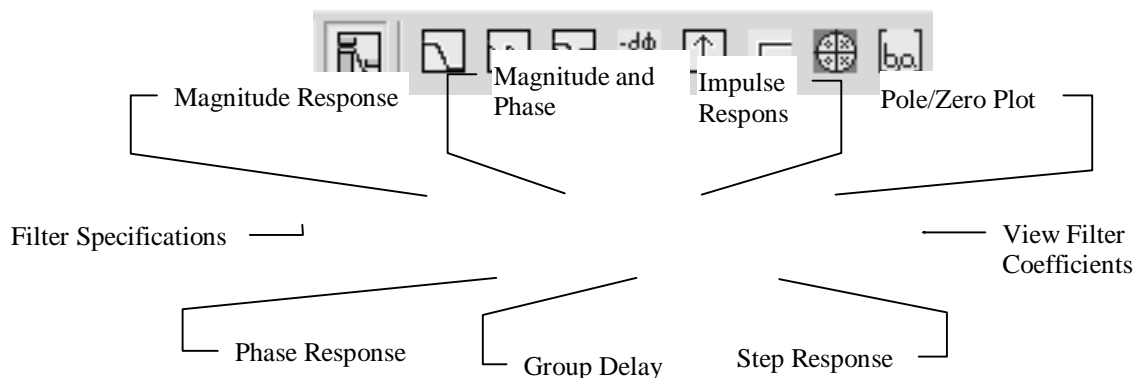 -dϕ
[b,a]
Magnitude Response
Magnitude and
Phase
Impulse
Respons
Pole/Zero Plot
Filter Specifications
View Filter
Coefficients
Phase Response
Group Delay
Step Response